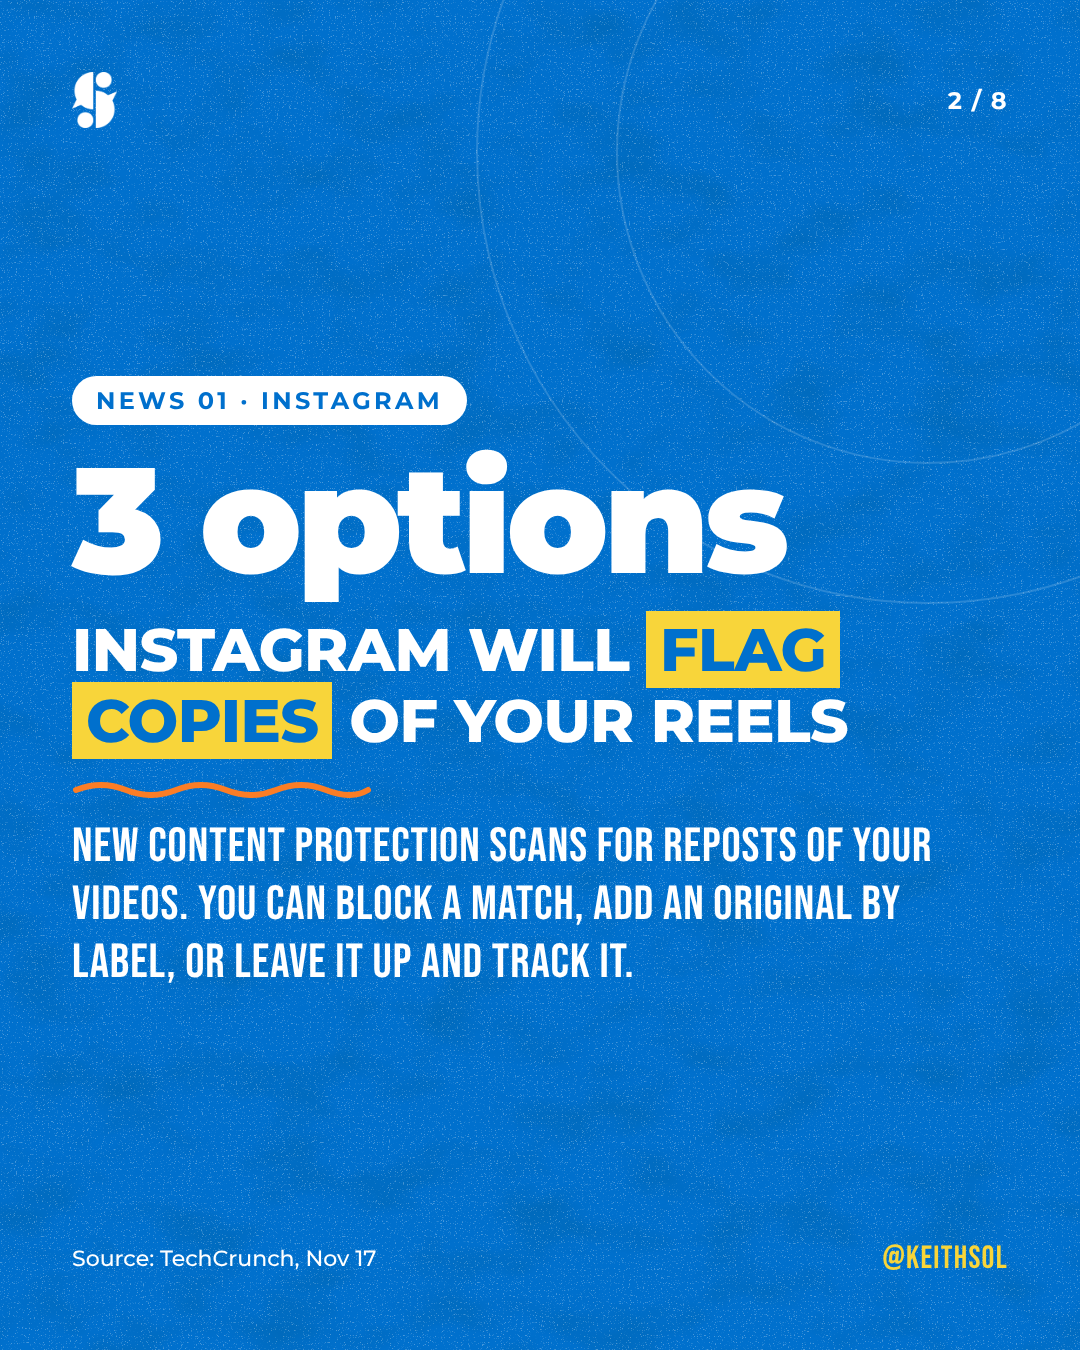 2 / 8
NEWS 01 · INSTAGRAM
3 options
INSTAGRAM WILL FLAG
COPIES OF YOUR REELS
NEW CONTENT PROTECTION SCANS FOR REPOSTS OF YOUR
VIDEOS. YOU CAN BLOCK A MATCH, ADD AN ORIGINAL BY
LABEL, OR LEAVE IT UP AND TRACK IT.
Source: TechCrunch, Nov 17
@KEITHSOL